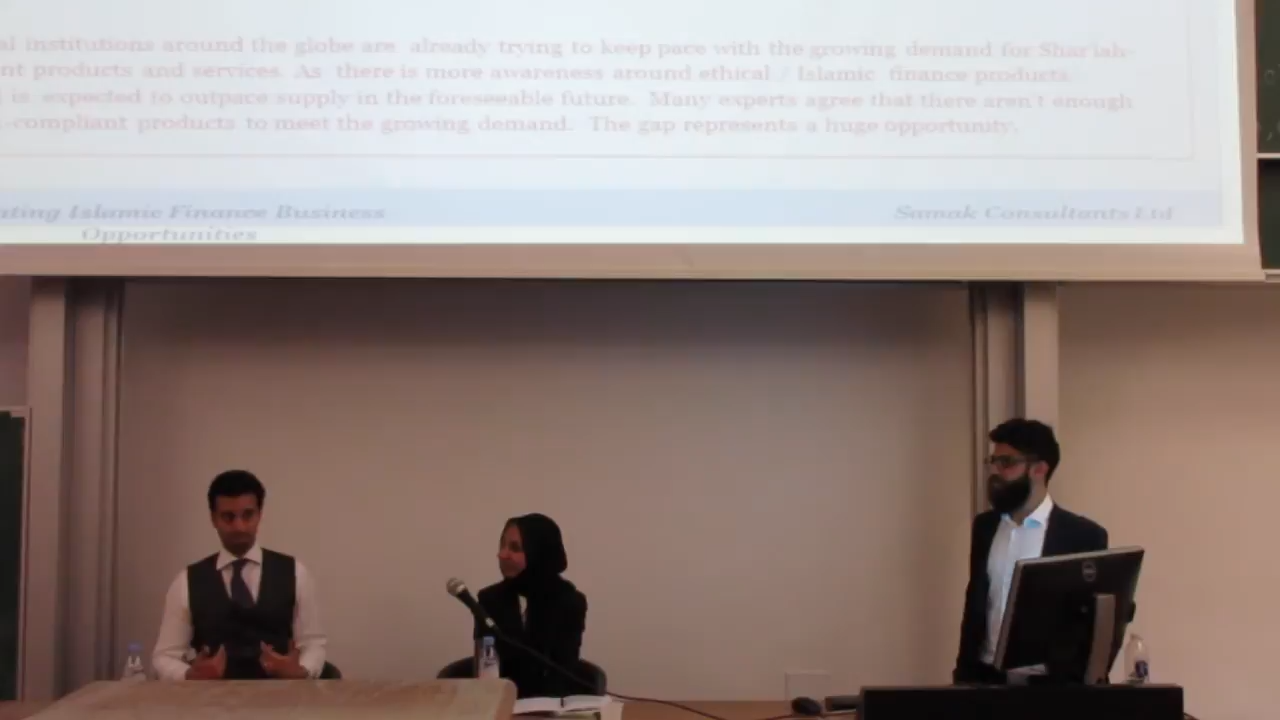 al institutions around the globe are already trying to keep pace with the growing demand for Shar'iah-
nt products and services. As there is more awareness around ethical / Islamic finance products
is expected to outpace supply in the foreseeable future. Many experts agree that there aren't enough
-compliant products to meet the growing demand. The gap represents a huge opportunity.
ating Islamic Finance Business
Opportunities
Samak Consultants Ltd
DELL